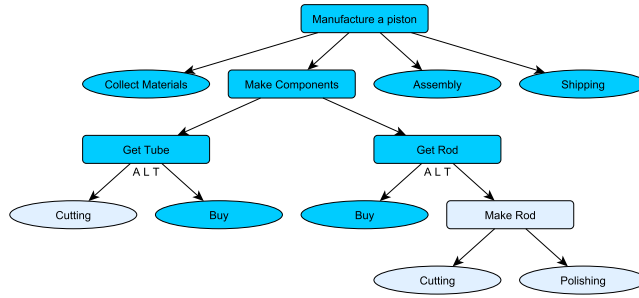 Manufacture a piston
Collect Materials
Make Components
Assembly
Shipping
Get Tube
Get Rod
A L T
A L T
Cutting
Buy
Buy
Make Rod
Cutting
Polishing